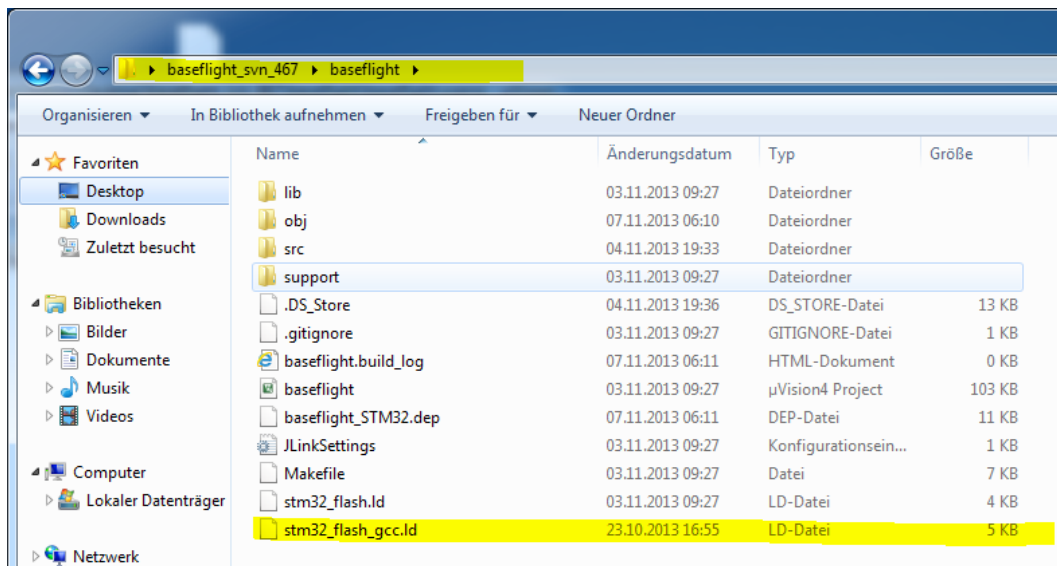 baseflight_svn_467 baseflight
Organisieren In Bibliothek aufnehmen Freigeben für Neuer Ordner
Name Änderungsdatum Typ Größe
Favoriten
Desktop
Downloads
Zuletzt besucht
Bibliotheken
Bilder
Dokumente
Musik
Videos
Computer
Lokaler Datenträger
Netzwerk
lib 03.11.2013 09:27 Dateiordner
obj 07.11.2013 06:10 Dateiordner
src 04.11.2013 19:33 Dateiordner
support 03.11.2013 09:27 Dateiordner
.DS_Store 04.11.2013 19:36 DS_STORE-Datei 13 KB
.gitignore 03.11.2013 09:27 GITIGNORE-Datei 1 KB
baseflight.build_log 07.11.2013 06:11 HTML-Dokument 0 KB
baseflight 03.11.2013 09:27 µVision4 Project 103 KB
baseflight_STM32.dep 07.11.2013 06:11 DEP-Datei 11 KB
JLinkSettings 03.11.2013 09:27 Konfigurationsein... 1 KB
Makefile 03.11.2013 09:27 Datei 7 KB
stm32_flash.ld 03.11.2013 09:27 LD-Datei 4 KB
stm32_flash_gcc.ld 23.10.2013 16:55 LD-Datei 5 KB